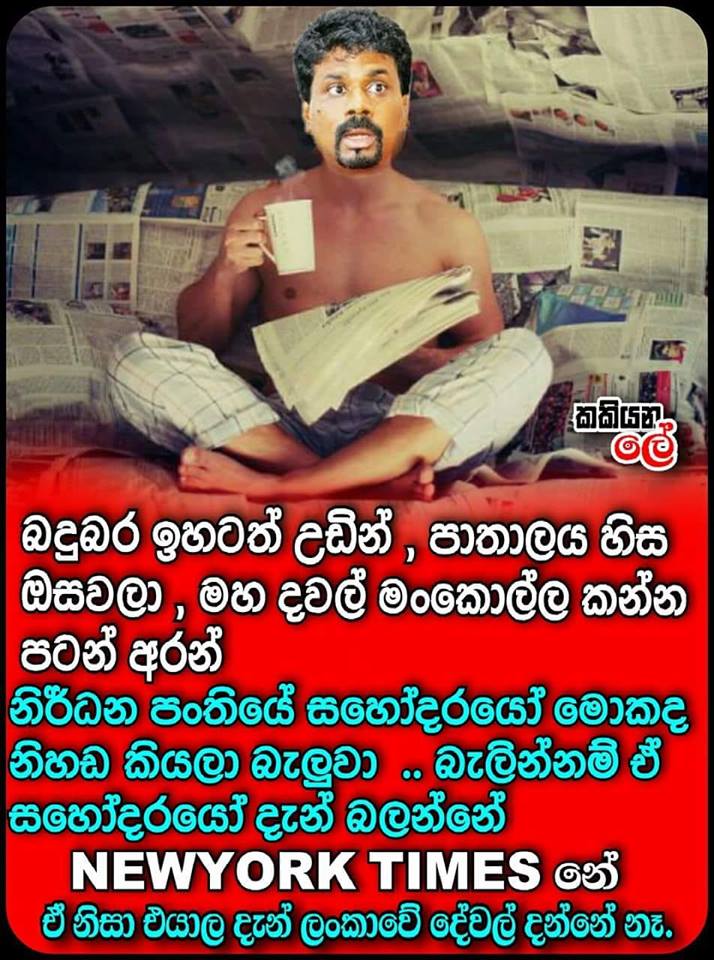 කකියන
ලේ
බදුබර ඉහටත් උඩින් , පාතාලය හිස
ඔසවලා , මහ දවල් මංකොල්ල කන්න
පටන් අරන්
නිර්ධන පංතියේ සහෝදරයෝ මොකද
නිහඩ කියලා බැලුවා .. බැලින්නම් ඒ
සහෝදරයෝ දැන් බලන්නේ
NEWYORK TIMES නේ
ඒ නිසා එයාල දැන් ලංකාවේ දේවල් දන්නේ නෑ.